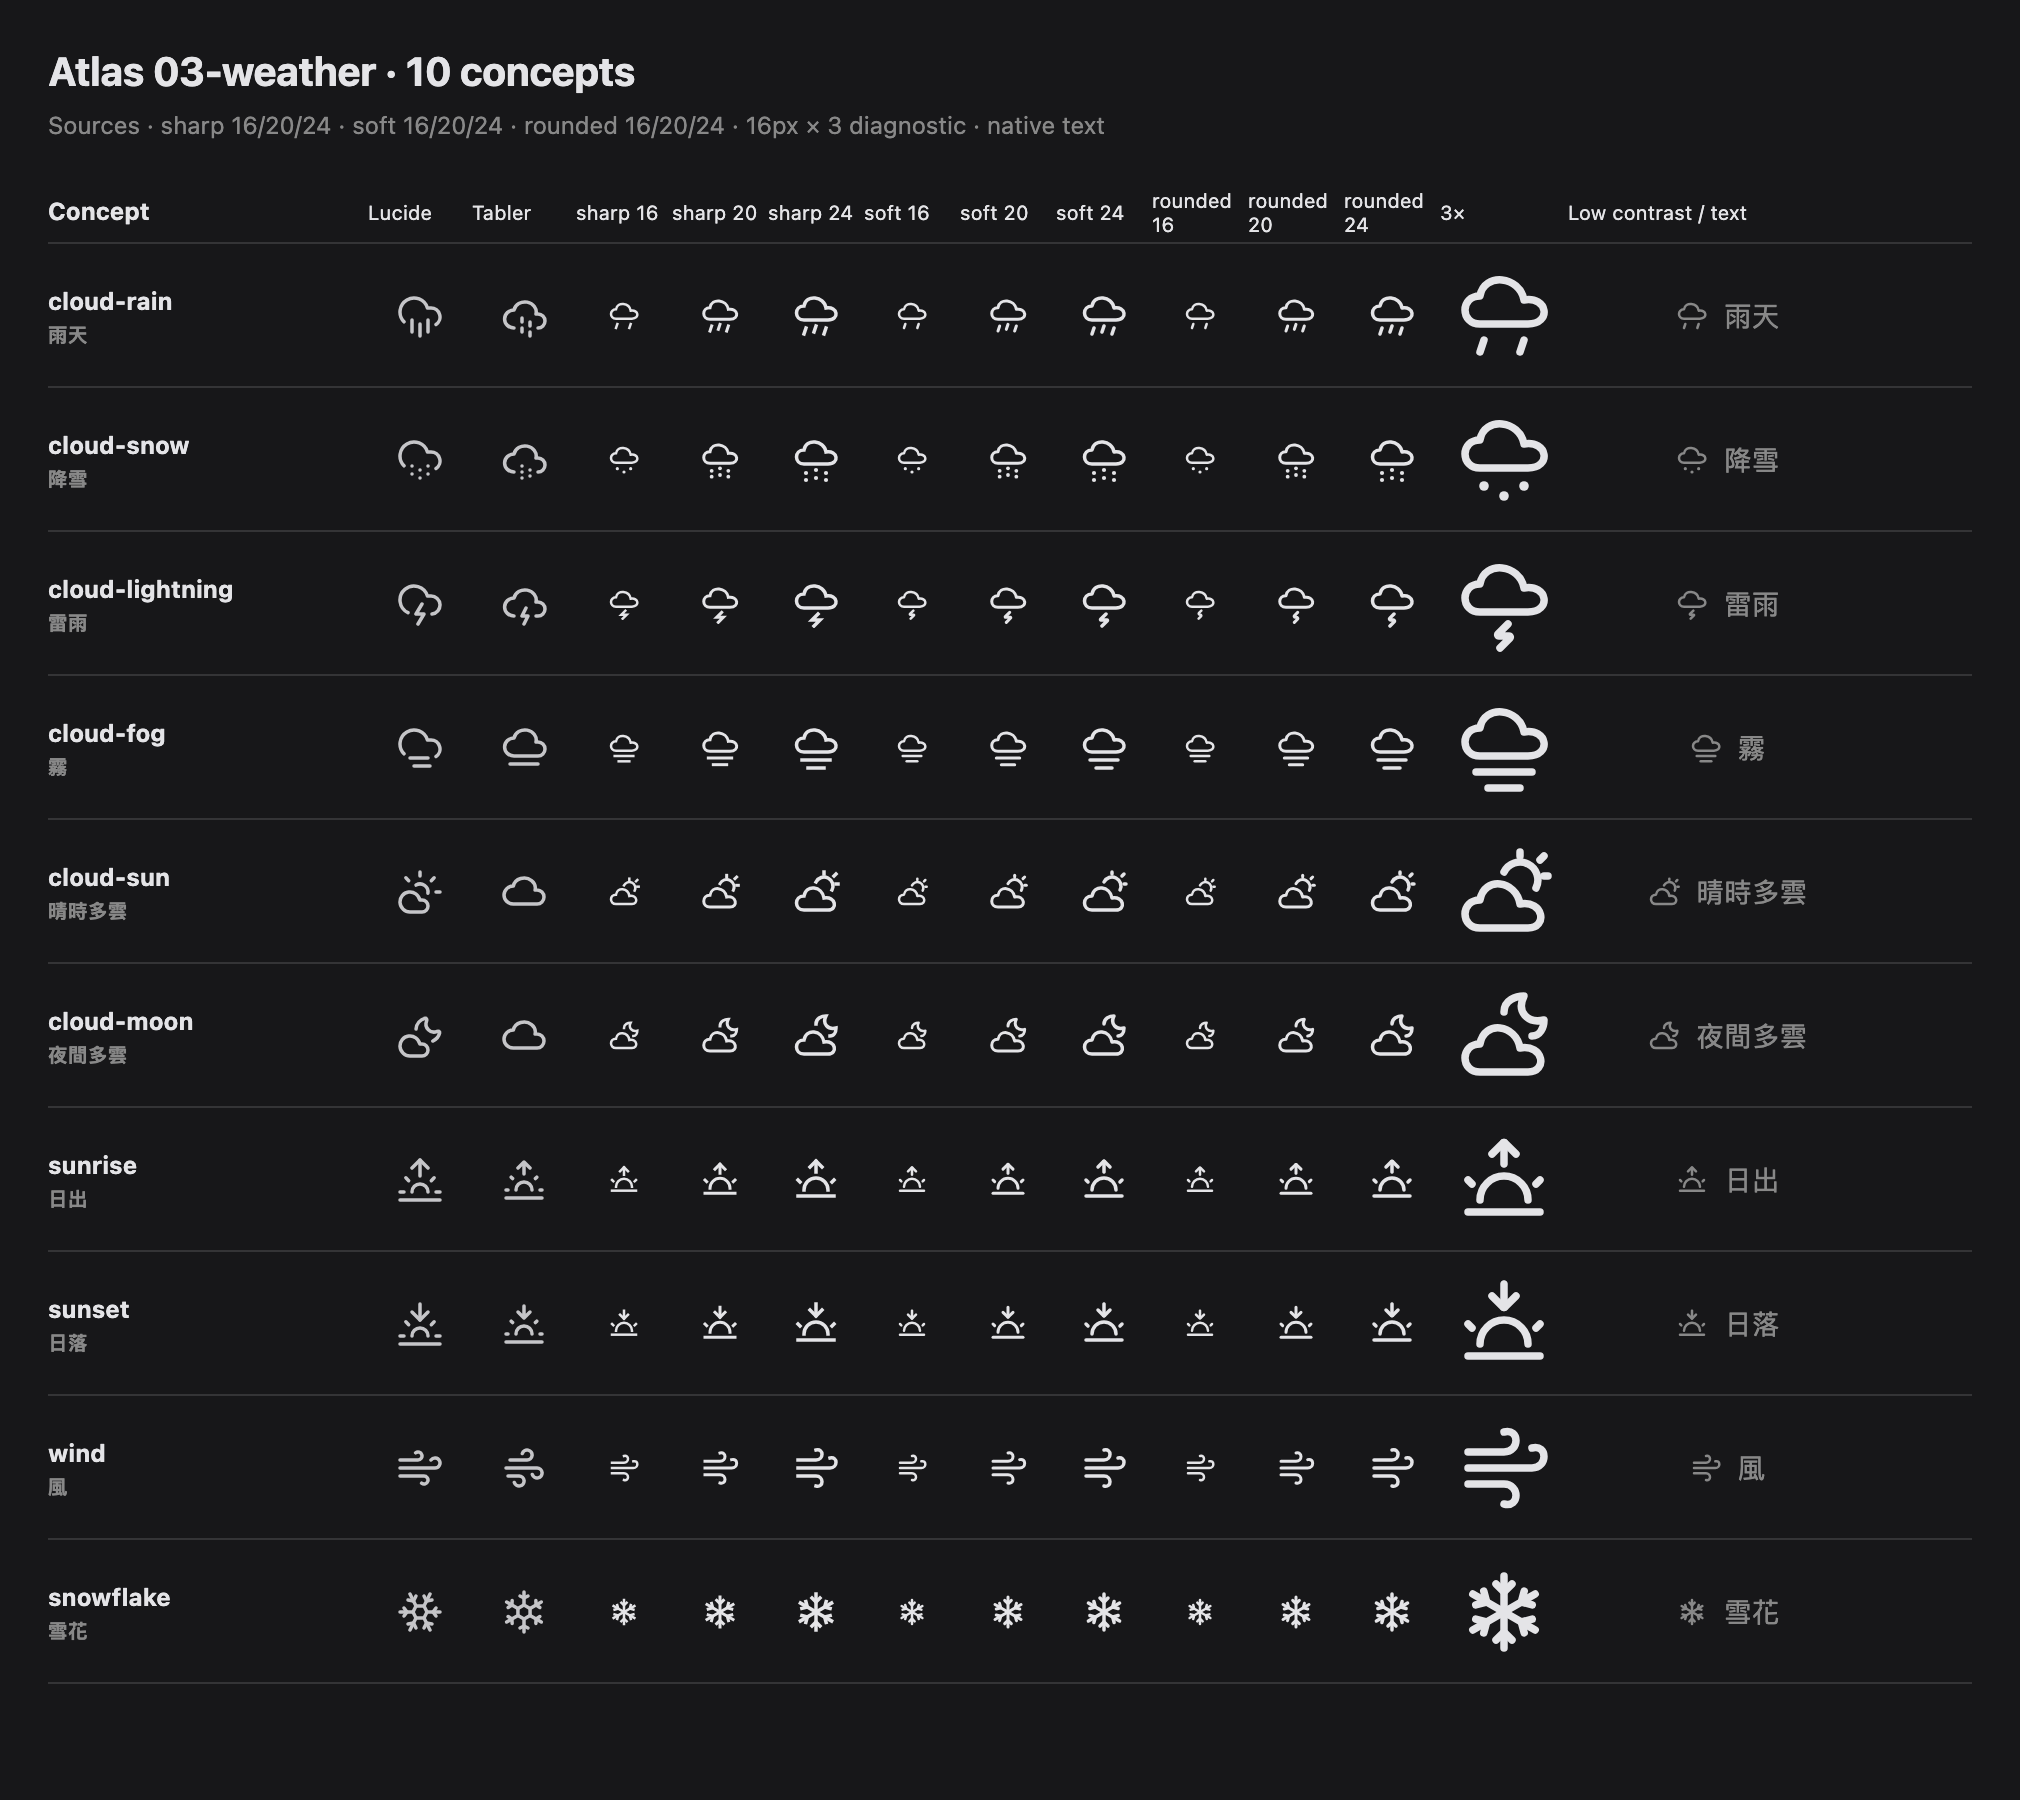 Atlas 03-weather · 10 concepts
Sources · sharp 16/20/24 · soft 16/20/24 · rounded 16/20/24 · 16px × 3 diagnostic · native text
Concept Lucide Tabler sharp 16 sharp 20 sharp 24 soft 16 soft 20 soft 24 rounded 16 rounded 20 rounded 24 3× Low contrast / text
cloud-rain
雨天
雨天
cloud-snow
降雪
降雪
cloud-lightning
雷雨
雷雨
cloud-fog
霧
霧
cloud-sun
晴時多雲
晴時多雲
cloud-moon
夜間多雲
夜間多雲
sunrise
日出
日出
sunset
日落
日落
wind
風
風
snowflake
雪花
雪花